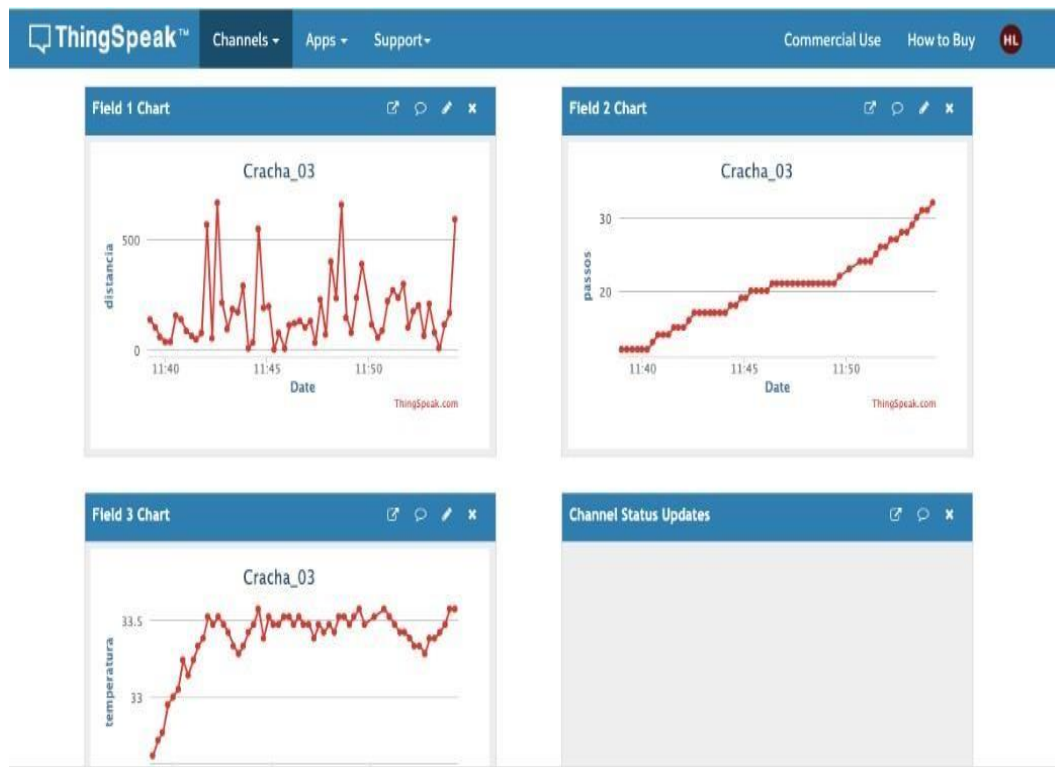 ThingSpeak™ Channels Apps Support Commercial Use How to Buy HL
Field 1 Chart
Cracha_03
500
0
distancia
11:40 11:45 11:50
Date
ThingSpeak.com
Field 2 Chart
Cracha_03
30
20
passos
11:40 11:45 11:50
Date
ThingSpeak.com
Field 3 Chart
Cracha_03
33.5
33
temperatura
Channel Status Updates